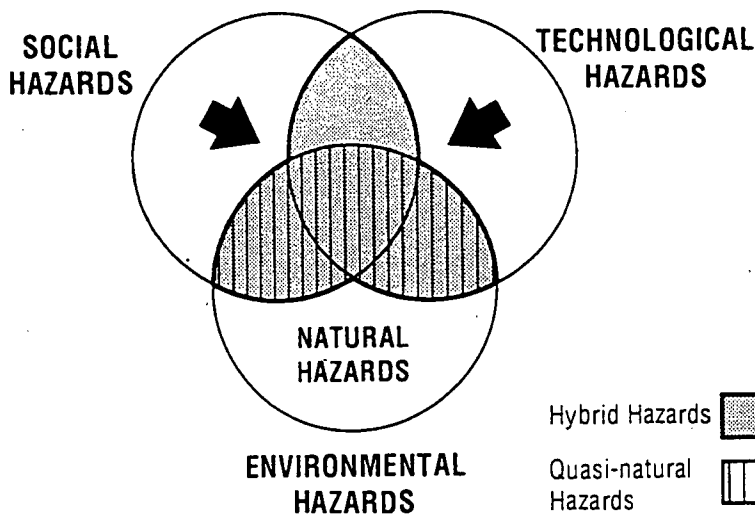 SOCIAL
HAZARDS
TECHNOLOGICAL
HAZARDS
NATURAL
HAZARDS
ENVIRONMENTAL
HAZARDS
Hybrid Hazards
Quasi-natural
Hazards